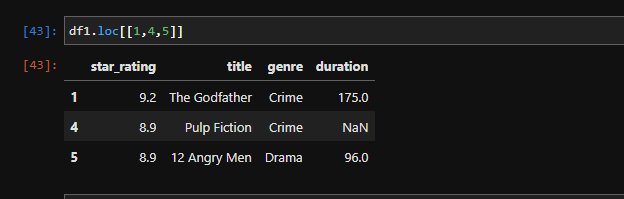 [43]: df1.loc[[1,4,5]]
[43]:
star_rating title genre duration
1 9.2 The Godfather Crime 175.0
4 8.9 Pulp Fiction Crime NaN
5 8.9 12 Angry Men Drama 96.0